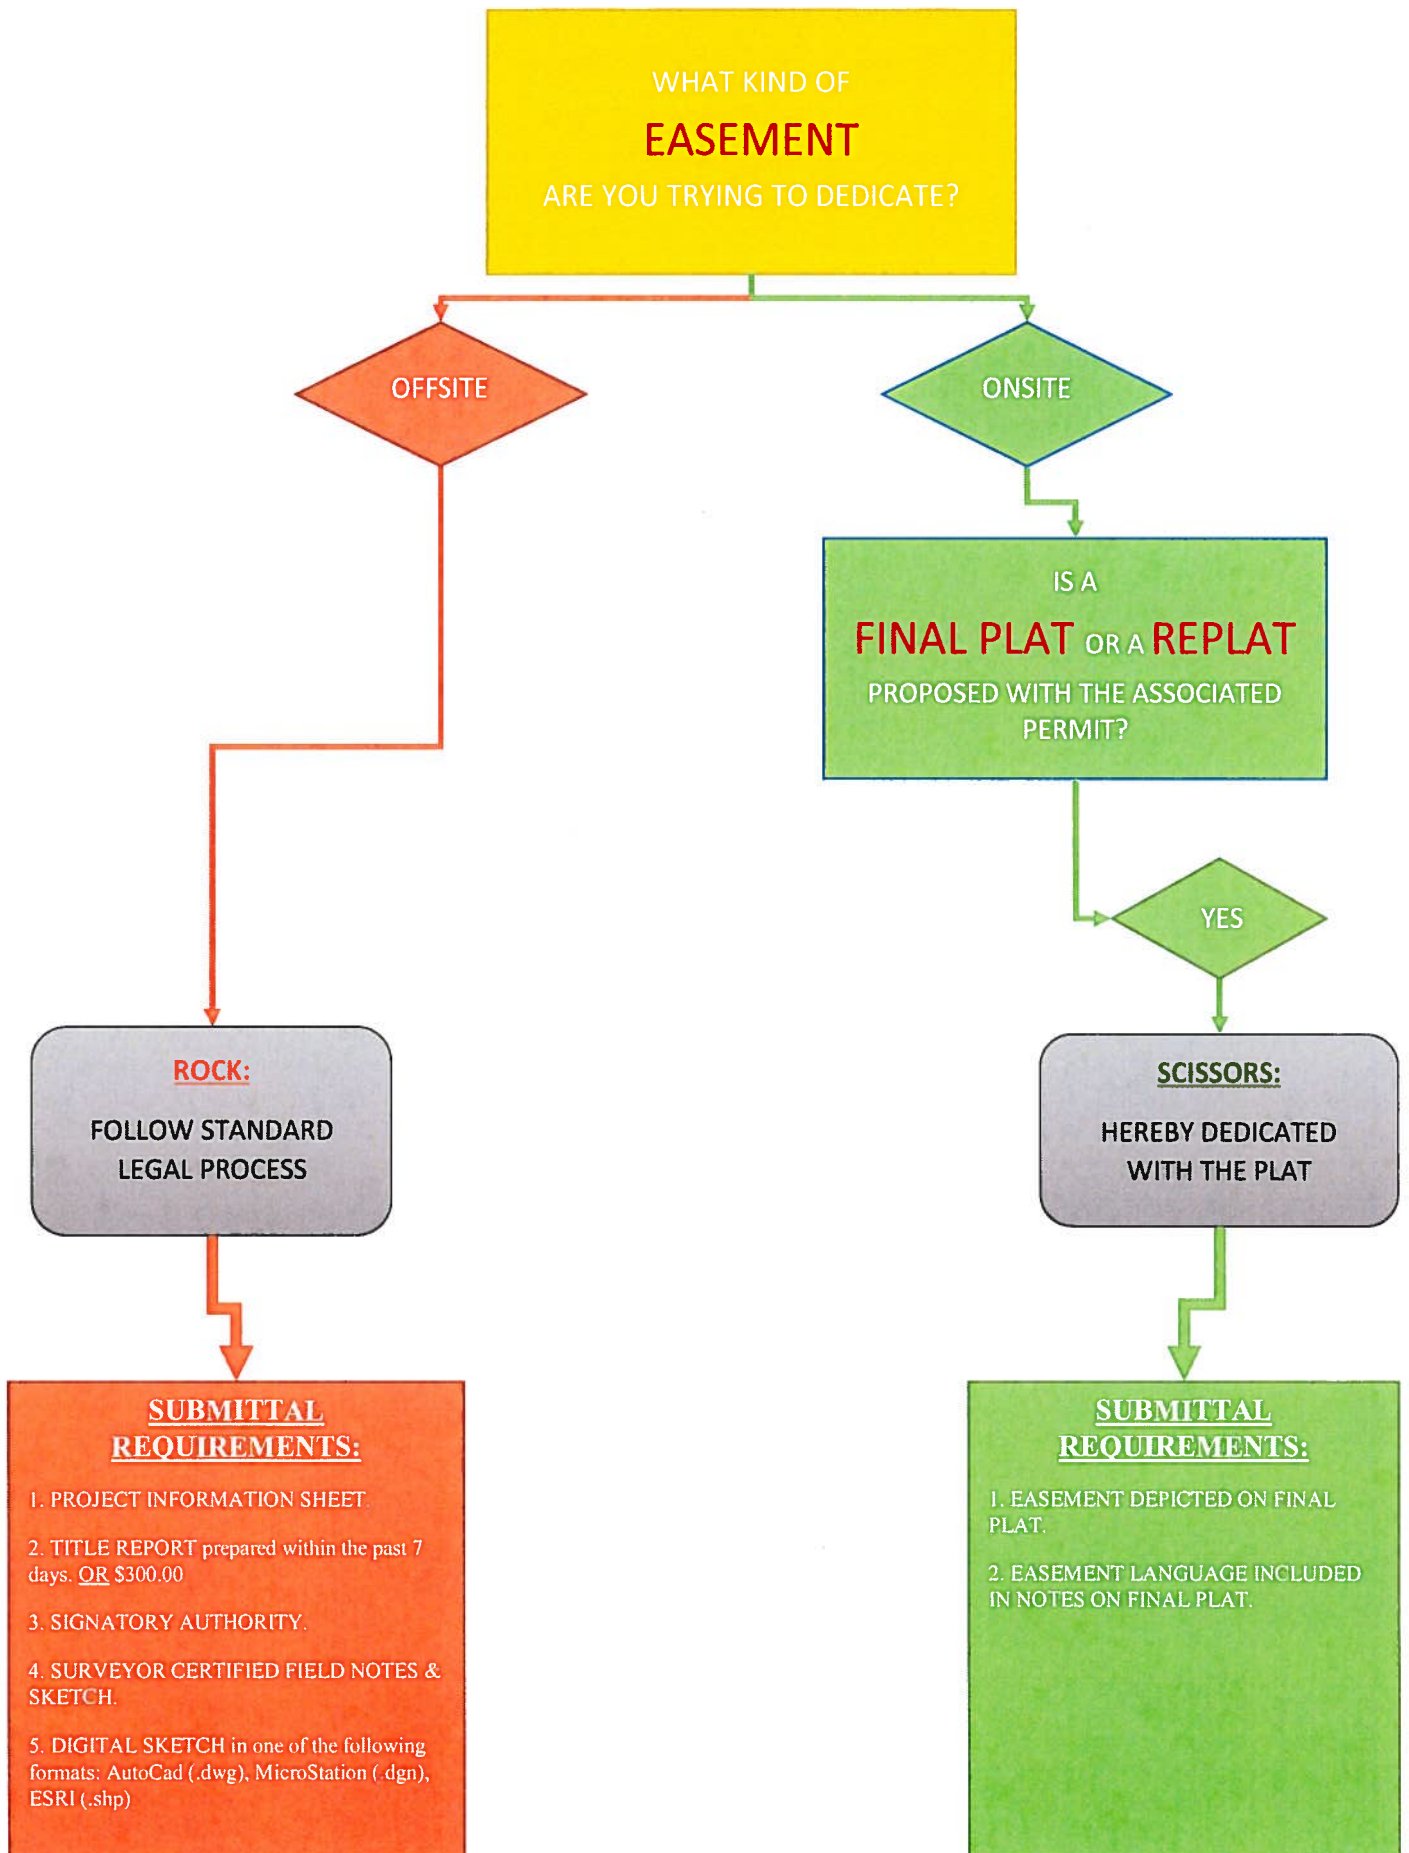 WHAT KIND OF
EASEMENT
ARE YOU TRYING TO DEDICATE?
OFFSITE
ONSITE
IS A
FINAL PLAT OR A REPLAT
PROPOSED WITH THE ASSOCIATED
PERMIT?
YES
ROCK:
FOLLOW STANDARD
LEGAL PROCESS
SCISSORS:
HEREBY DEDICATED
WITH THE PLAT
SUBMITTAL
REQUIREMENTS:
1. PROJECT INFORMATION SHEET.
2. TITLE REPORT prepared within the past 7
days. OR $300.00
3. SIGNATORY AUTHORITY.
4. SURVEYOR CERTIFIED FIELD NOTES &
SKETCH.
5. DIGITAL SKETCH in one of the following
formats: AutoCad (.dwg), MicroStation (.dgn),
ESRI (.shp)
SUBMITTAL
REQUIREMENTS:
1. EASEMENT DEPICTED ON FINAL
PLAT.
2. EASEMENT LANGUAGE INCLUDED
IN NOTES ON FINAL PLAT.